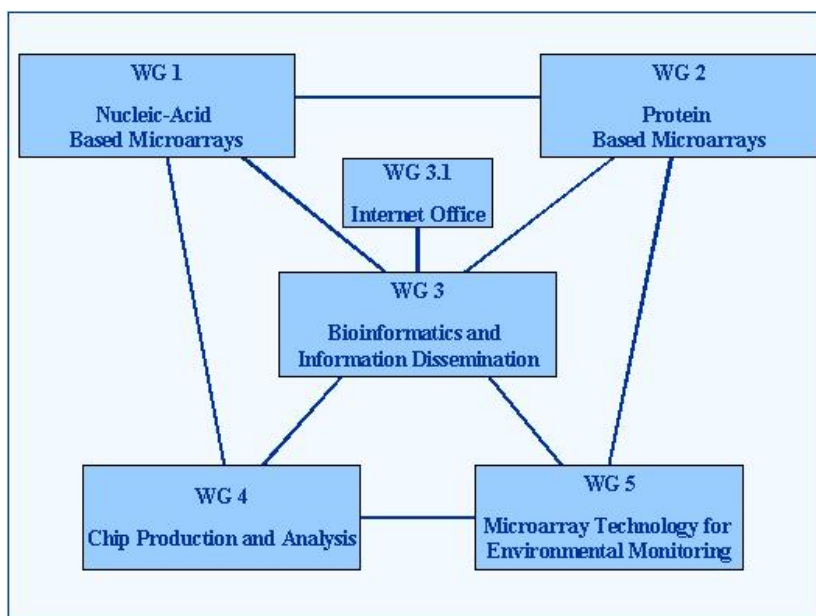 WG 1
Nucleic-Acid
Based Microarrays
WG 2
Protein
Based Microarrays
WG 3.1
Internet Office
WG 3
Bioinformatics and
Information Dissemination
WG 4
Chip Production and Analysis
WG 5
Microarray Technology for
Environmental Monitoring